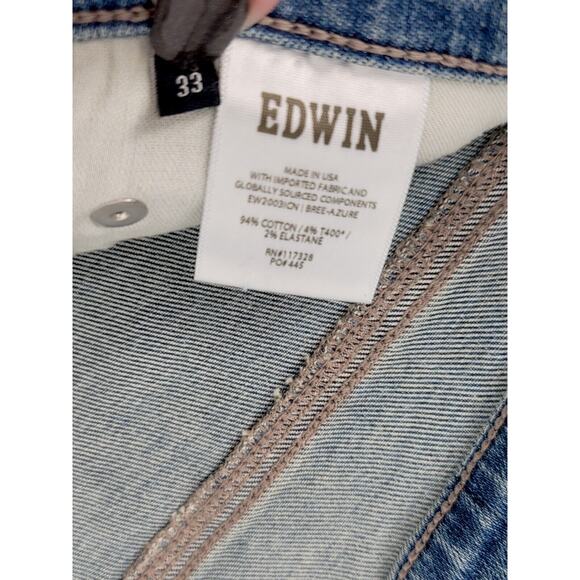 33
EDWIN
MADE IN USA
WITH IMPORTED FABRIC AND
GLOBALLY SOURCED COMPONENTS
EW2003ICN | BREE-AZURE
94% COTTON / 4% T400* /
2% ELASTANE
RN#117328
PO# 445